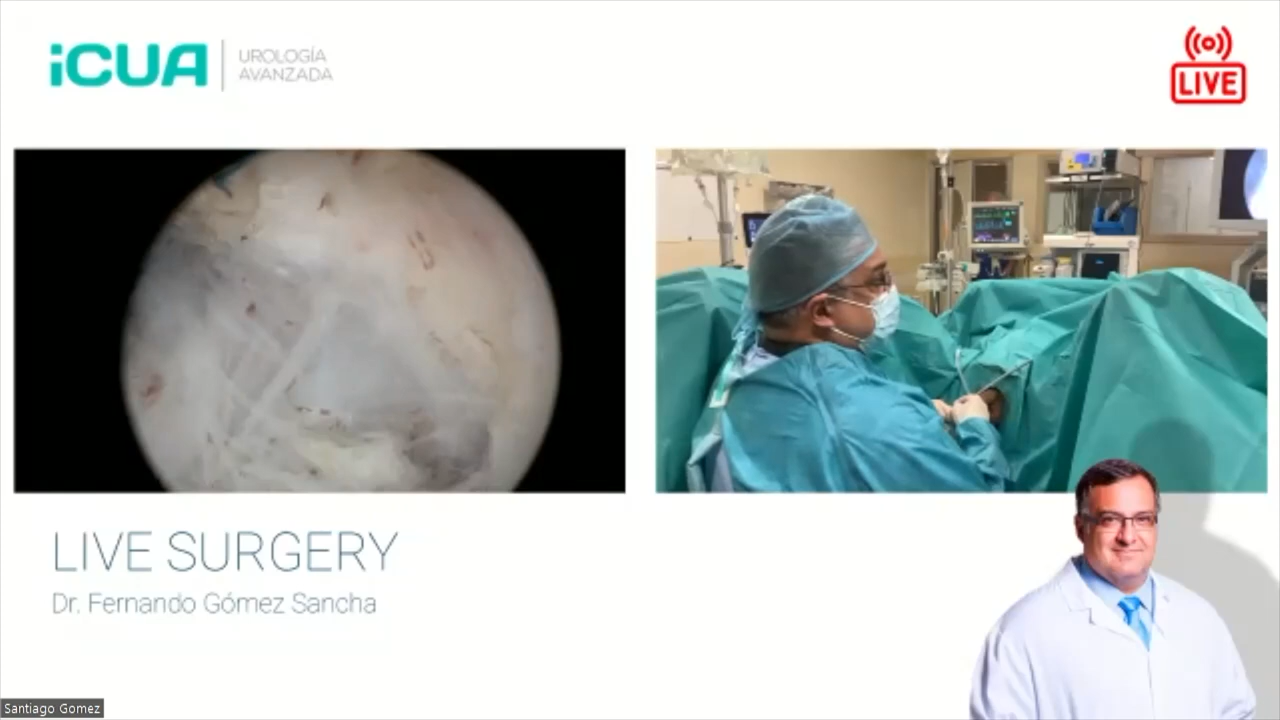 iCUA
UROLOGÍA
AVANZADA
LIVE
LIVE SURGERY
Dr. Fernando Gómez Sancha
Santiago Gomez